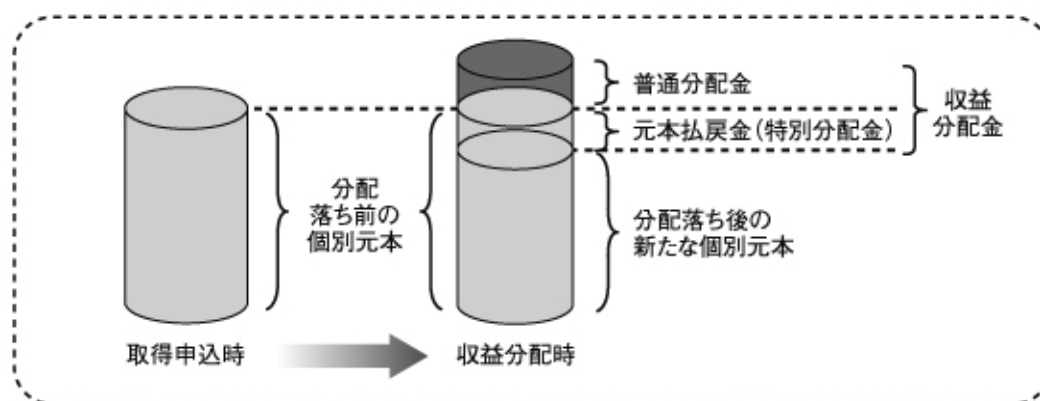 普通分配金
元本払戻金(特別分配金)
収益
分配金
分配
落ち前の
個別元本
分配落ち後の
新たな個別元本
取得申込時
収益分配時